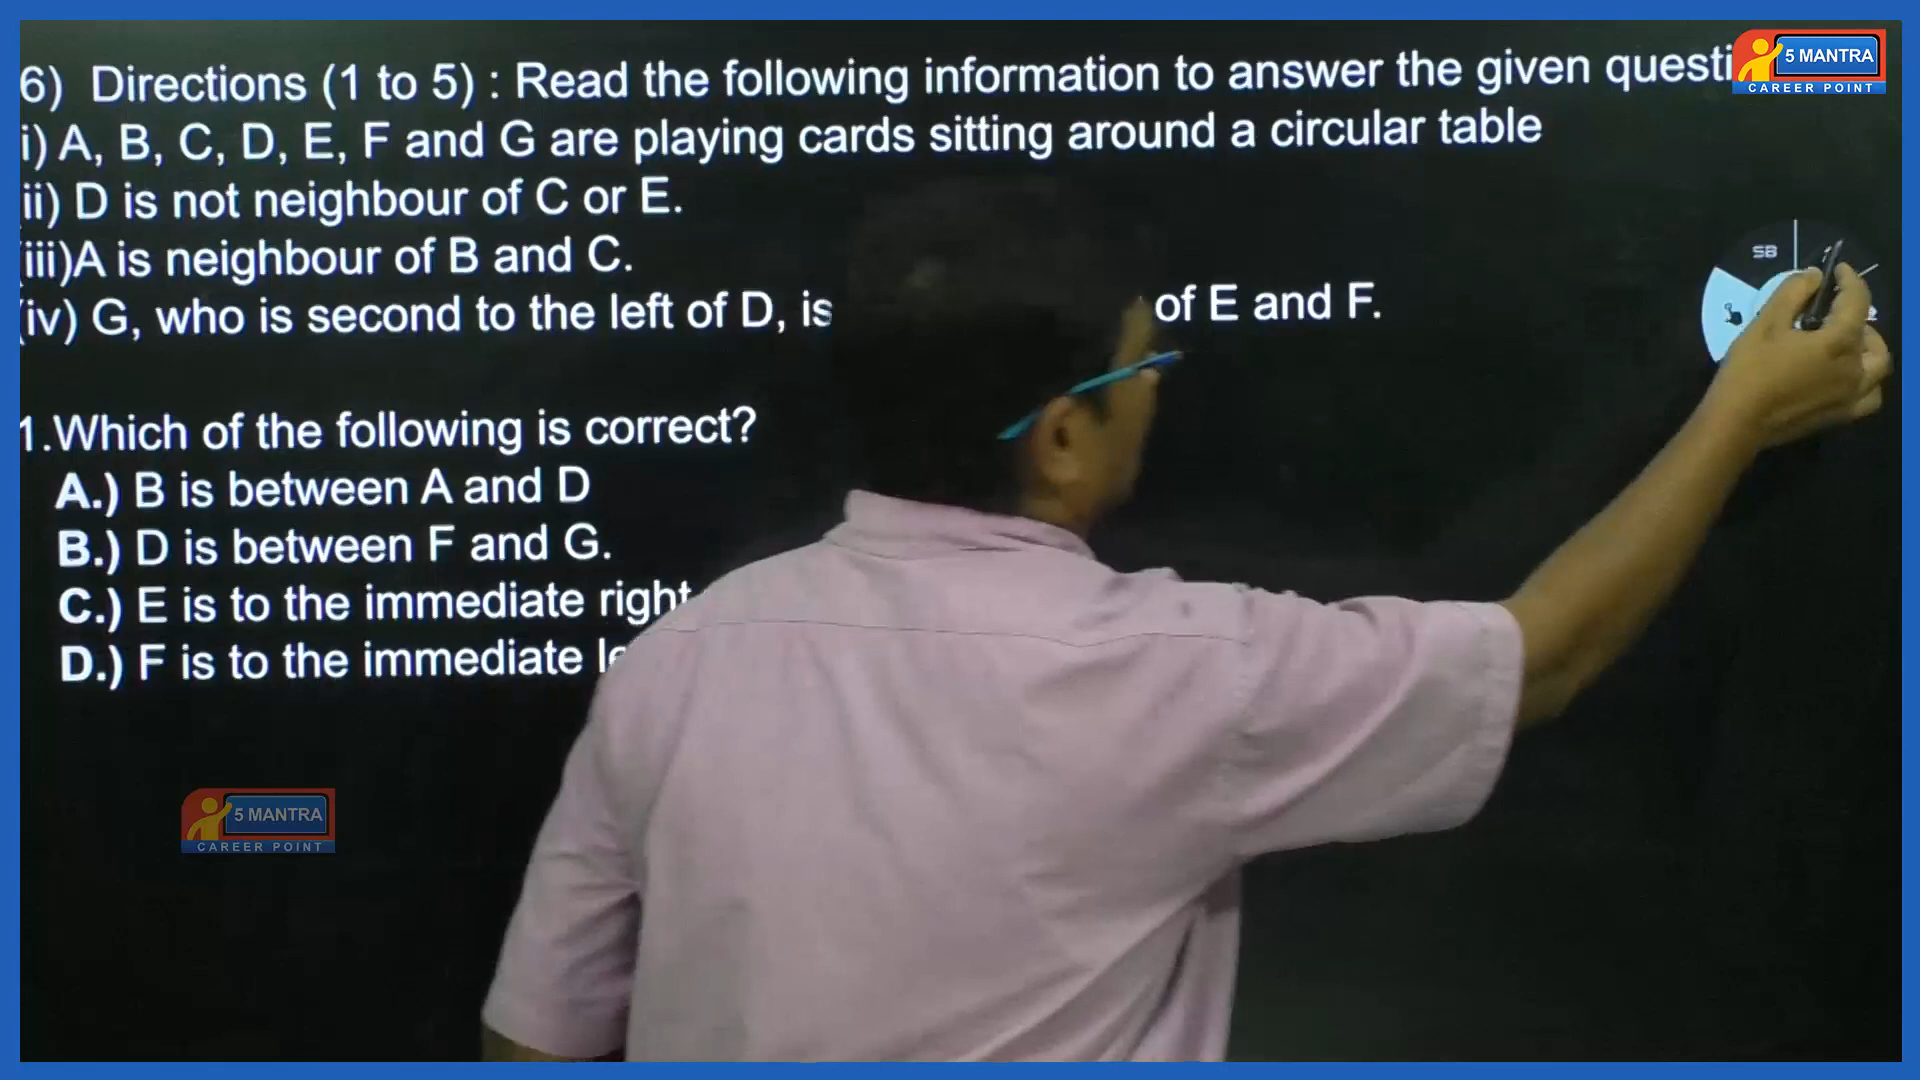 6) Directions (1 to 5) : Read the following information to answer the given questi
i) A, B, C, D, E, F and G are playing cards sitting around a circular table
ii) D is not neighbour of C or E.
(iii)A is neighbour of B and C.
(iv) G, who is second to the left of D, is of E and F.
1.Which of the following is correct?
A.) B is between A and D
B.) D is between F and G.
C.) E is to the immediate right
D.) F is to the immediate
5 MANTRA
CAREER POINT
SB
5 MANTRA
CAREER POINT